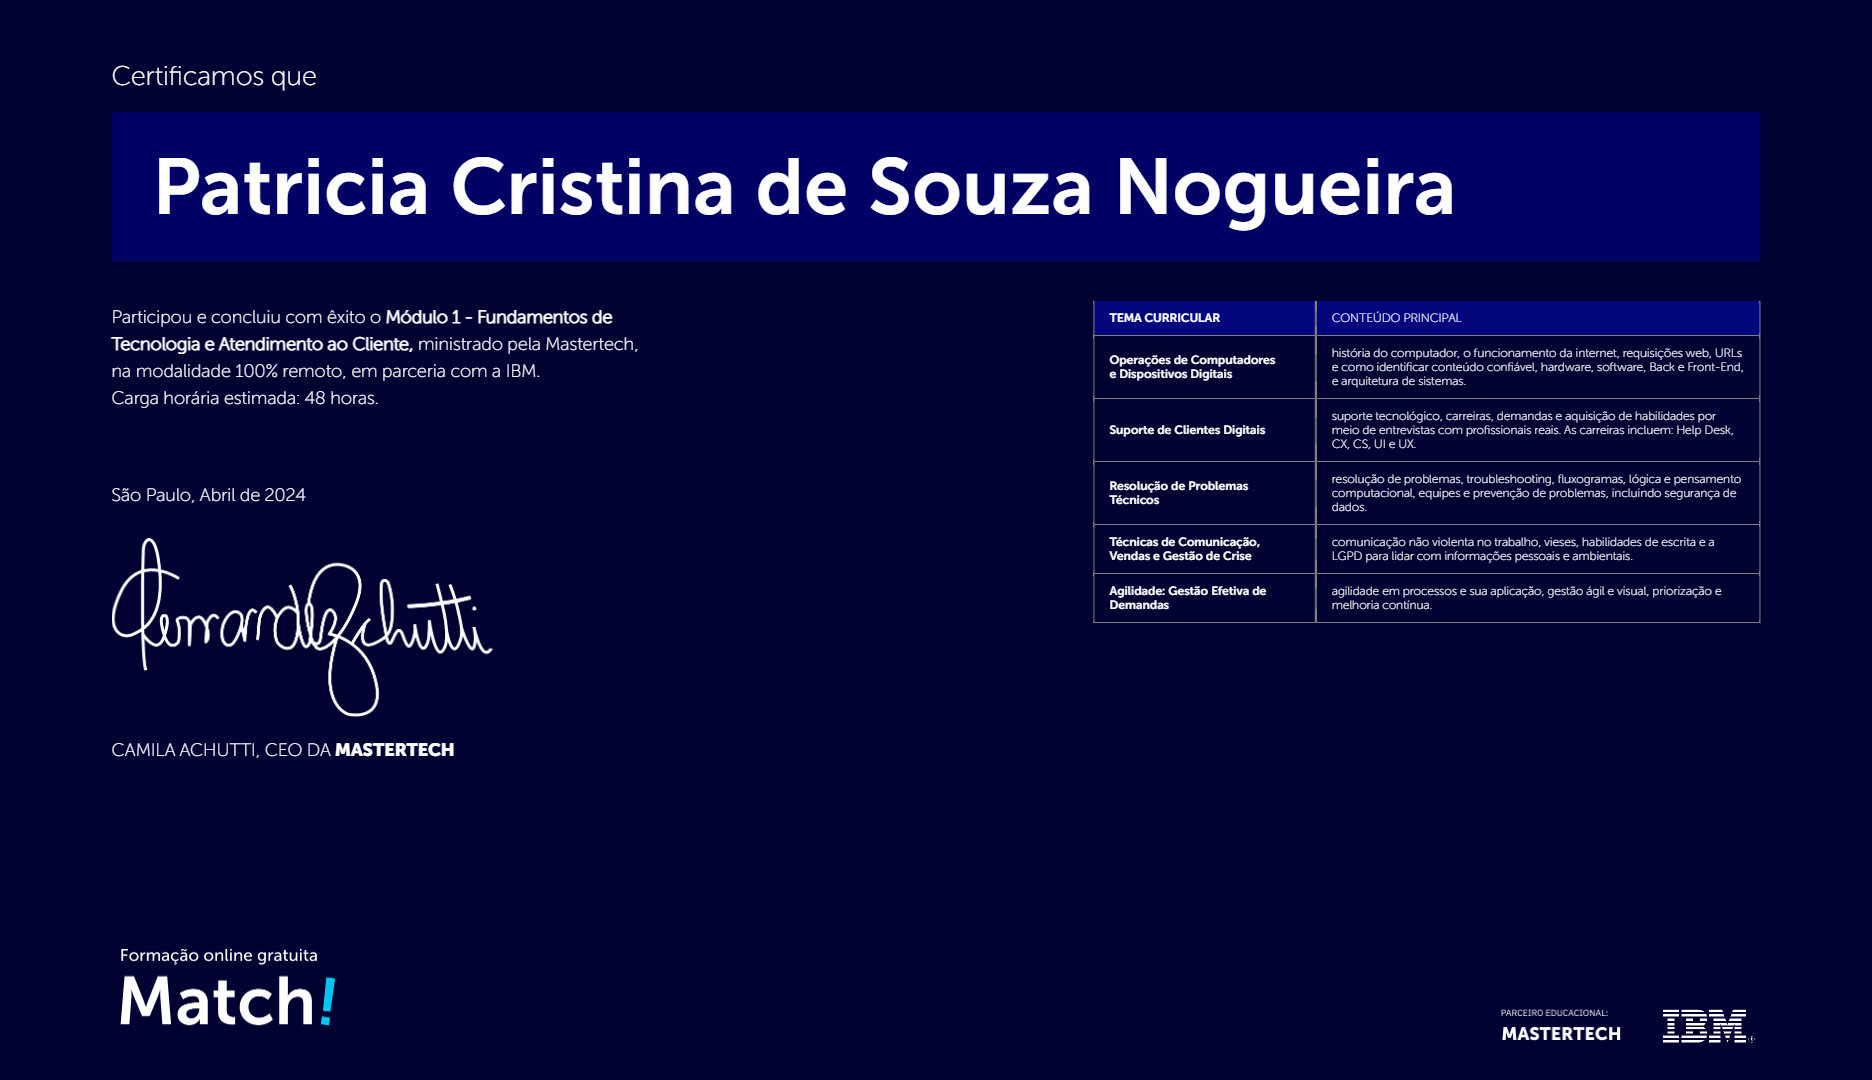 Certificamos que
Patricia Cristina de Souza Nogueira
Participou e concluiu com êxito o Módulo 1 - Fundamentos de
Tecnologia e Atendimento ao Cliente, ministrado pela Mastertech,
na modalidade 100% remoto, em parceria com a IBM.
Carga horária estimada: 48 horas.
São Paulo, Abril de 2024
CAMILA ACHUTTI, CEO DA MASTERTECH
TEMA CURRICULAR
CONTEÚDO PRINCIPAL
Operações de Computadores
e Dispositivos Digitais
história do computador, o funcionamento da internet, requisições web, URLs
e como identificar conteúdo confiável, hardware, software, Back e Front-End,
e arquitetura de sistemas.
Suporte de Clientes Digitais
suporte tecnológico, carreiras, demandas e aquisição de habilidades por
meio de entrevistas com profissionais reais. As carreiras incluem: Help Desk,
CX, CS, UI e UX.
Resolução de Problemas
Técnicos
resolução de problemas, troubleshooting, fluxogramas, lógica e pensamento
computacional, equipes e prevenção de problemas, incluindo segurança de
dados.
Técnicas de Comunicação,
Vendas e Gestão de Crise
comunicação não violenta no trabalho, vieses, habilidades de escrita e a
LGPD para lidar com informações pessoais e ambientais.
Agilidade: Gestão Efetiva de
Demandas
agilidade em processos e sua aplicação, gestão ágil e visual, priorização e
melhoria contínua.
Formação online gratuita
Match!
PARCEIRO EDUCACIONAL:
MASTERTECH
IBM®